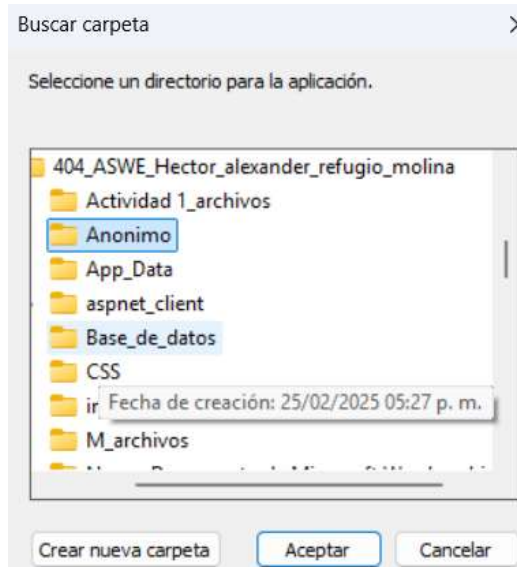 Buscar carpeta
Seleccione un directorio para la aplicación.
404_ASWE_Hector_alexander_refugio_molina
Actividad 1_archivos
Anonimo
App_Data
aspnet_client
Base_de_datos
CSS
Fecha de creación: 25/02/2025 05:27 p. m.
M_archivos
Crear nueva carpeta
Aceptar
Cancelar